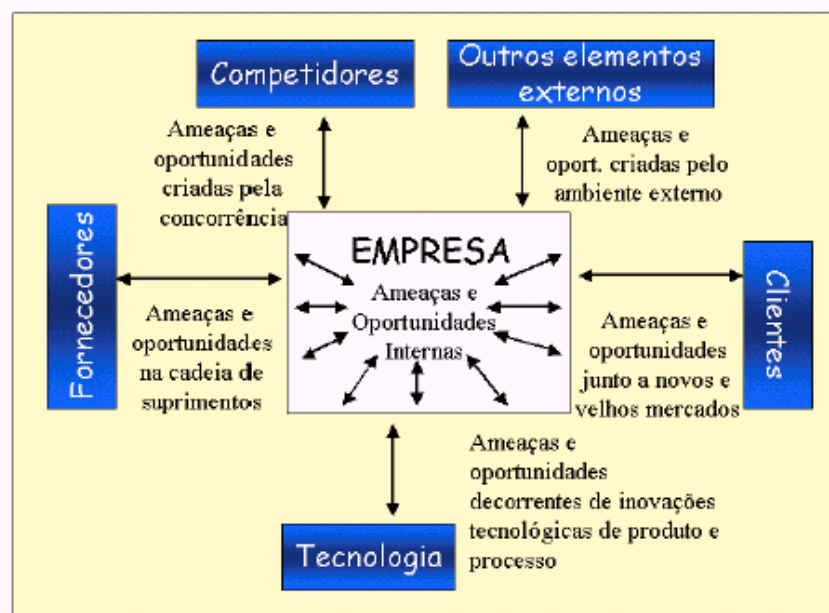 Competidores
Outros elementos
externos
Ameaças e
oportunidades
criadas pela
concorrência
Ameaças e
oport. criadas pelo
ambiente externo
Fornecedores
EMPRESA
Ameaças e
Oportunidades
Internas
Clientes
Ameaças e
oportunidades
na cadeia de
suprimentos
Ameaças e
oportunidades
junto a novos e
velhos mercados
Ameaças e
oportunidades
decorrentes de inovações
tecnológicas de produto e
processo
Tecnologia